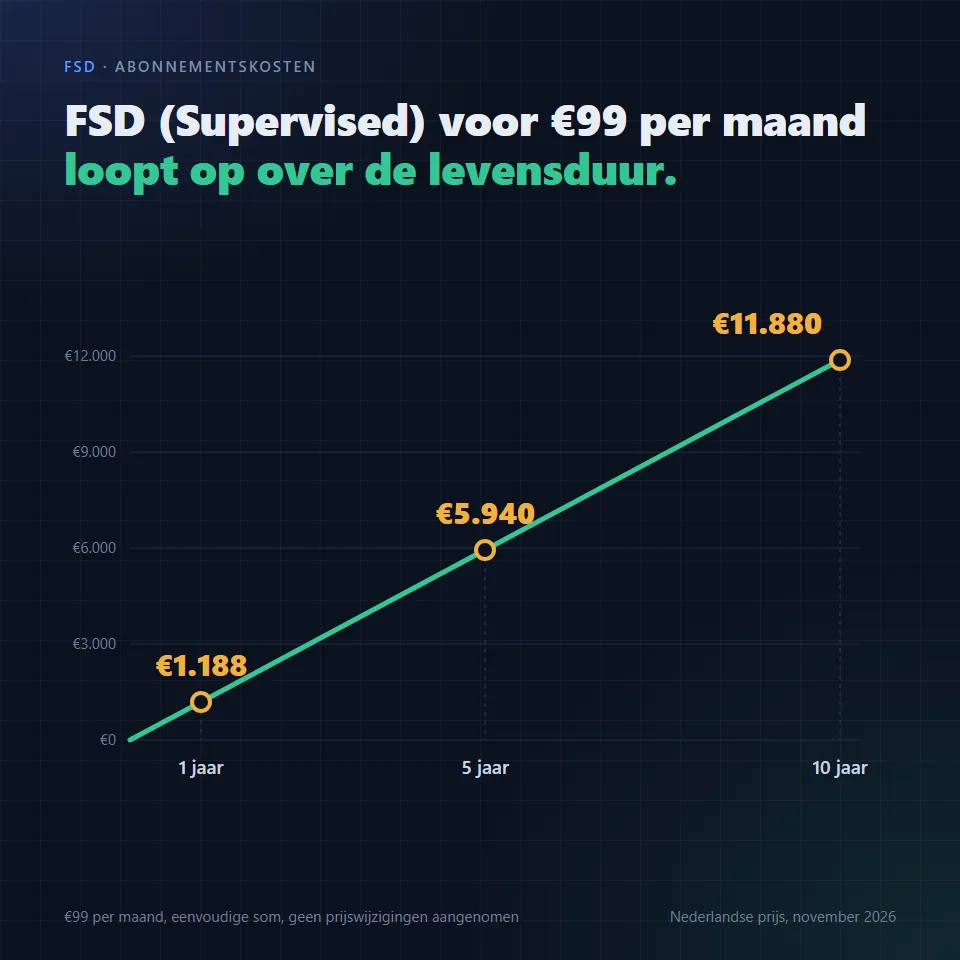 FSD · ABONNEMENTSKOSTEN
FSD (Supervised) voor €99 per maand
loopt op over de levensduur.
€11.880
€12.000
€9.000
€5.940
€6.000
€3.000
€1.188
€0
1 jaar 5 jaar 10 jaar
€99 per maand, eenvoudige som, geen prijswijzigingen aangenomen
Nederlandse prijs, november 2026